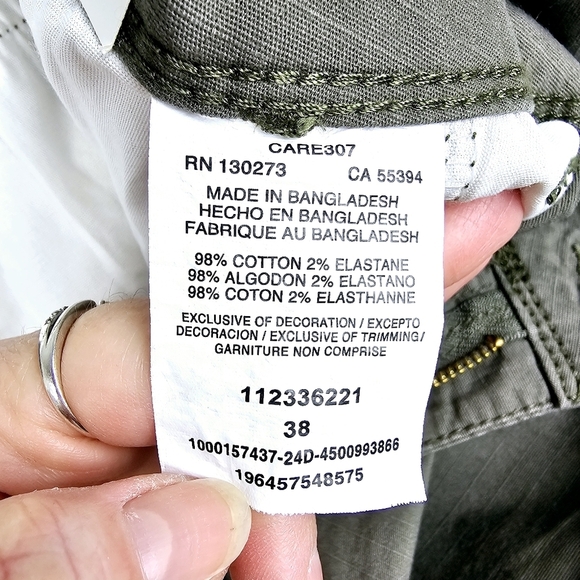 CARE307
RN 130273 CA 55394
MADE IN BANGLADESH
HECHO EN BANGLADESH
FABRIQUE AU BANGLADESH
98% COTTON 2% ELASTANE
98% ALGODON 2% ELASTANO
98% COTON 2% ELASTHANNE
EXCLUSIVE OF DECORATION / EXCEPTO
DECORACION / EXCLUSIVE OF TRIMMING/
GARNITURE NON COMPRISE
112336221
38
1000157437-24D-4500993866
196457548575